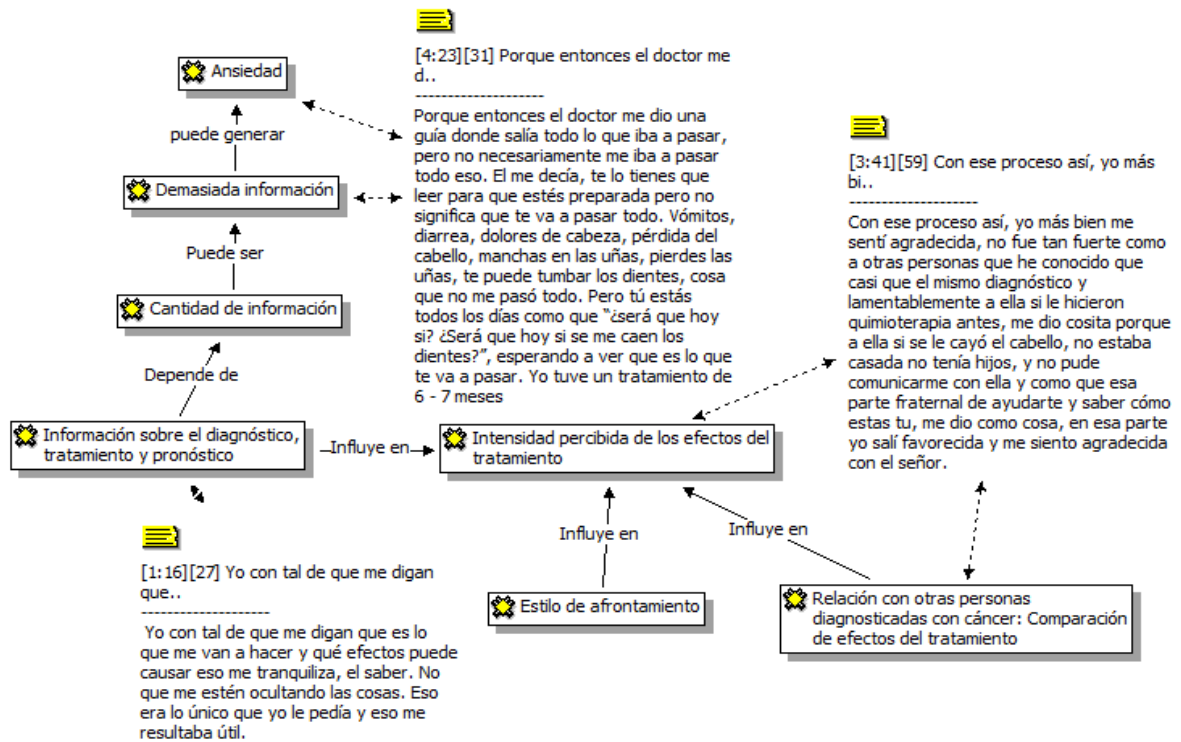 [4:23][31] Porque entonces el doctor me
d..
--------------------
Porque entonces el doctor me dio una
guía donde salía todo lo que iba a pasar,
pero no necesariamente me iba a pasar
todo eso. El me decía, te lo tienes que
leer para que estés preparada pero no
significa que te va a pasar todo. Vómitos,
diarrea, dolores de cabeza, pérdida del
cabello, manchas en las uñas, pierdes las
uñas, te puede tumbar los dientes, cosa
que no me pasó todo. Pero tú estás
todos los días como que “¿será que hoy
si? ¿Será que hoy si se me caen los
dientes?”, esperando a ver que es lo que
te va a pasar. Yo tuve un tratamiento de
6 - 7 meses
Ansiedad
puede generar
Demasiada información
Puede ser
Cantidad de información
Depende de
Información sobre el diagnóstico,
tratamiento y pronóstico
Influye en
Intensidad percibida de los efectos del
tratamiento
[3:41][59] Con ese proceso así, yo más
bi..
--------------------
Con ese proceso así, yo más bien me
sentí agradecida, no fue tan fuerte como
a otras personas que he conocido que
casi que el mismo diagnóstico y
lamentablemente a ella si le hicieron
quimioterapia antes, me dio cosita porque
a ella si se le cayó el cabello, no estaba
casada no tenía hijos, y no pude
comunicarme con ella y como que esa
parte fraternal de ayudarte y saber cómo
estas tu, me dio como cosa, en esa parte
yo salí favorecida y me siento agradecida
con el señor.
Influye en
Influye en
Estilo de afrontamiento
Relación con otras personas
diagnosticadas con cáncer: Comparación
de efectos del tratamiento
[1:16][27] Yo con tal de que me digan
que..
--------------------
Yo con tal de que me digan que es lo
que me van a hacer y qué efectos puede
causar eso me tranquiliza, el saber. No
que me estén ocultando las cosas. Eso
era lo único que yo le pedía y eso me
resultaba útil.